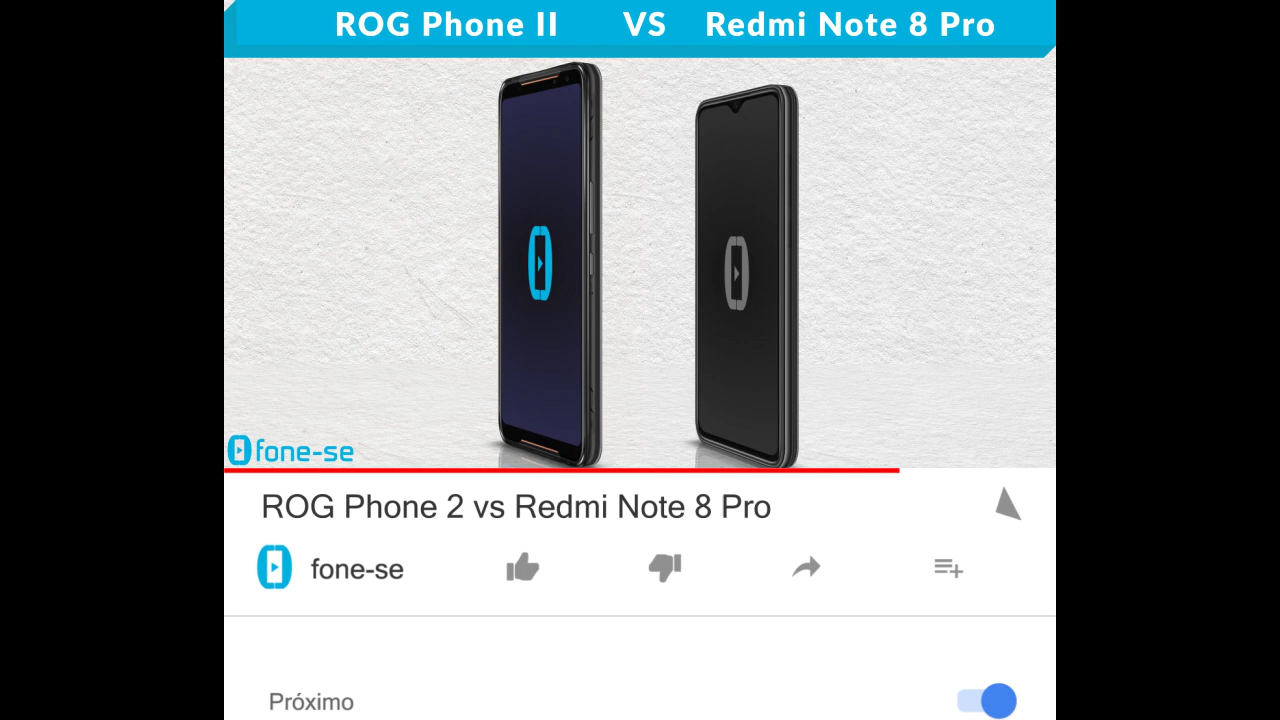 ROG Phone II VS Redmi Note 8 Pro
fone-se
ROG Phone 2 vs Redmi Note 8 Pro
fone-se
Próximo